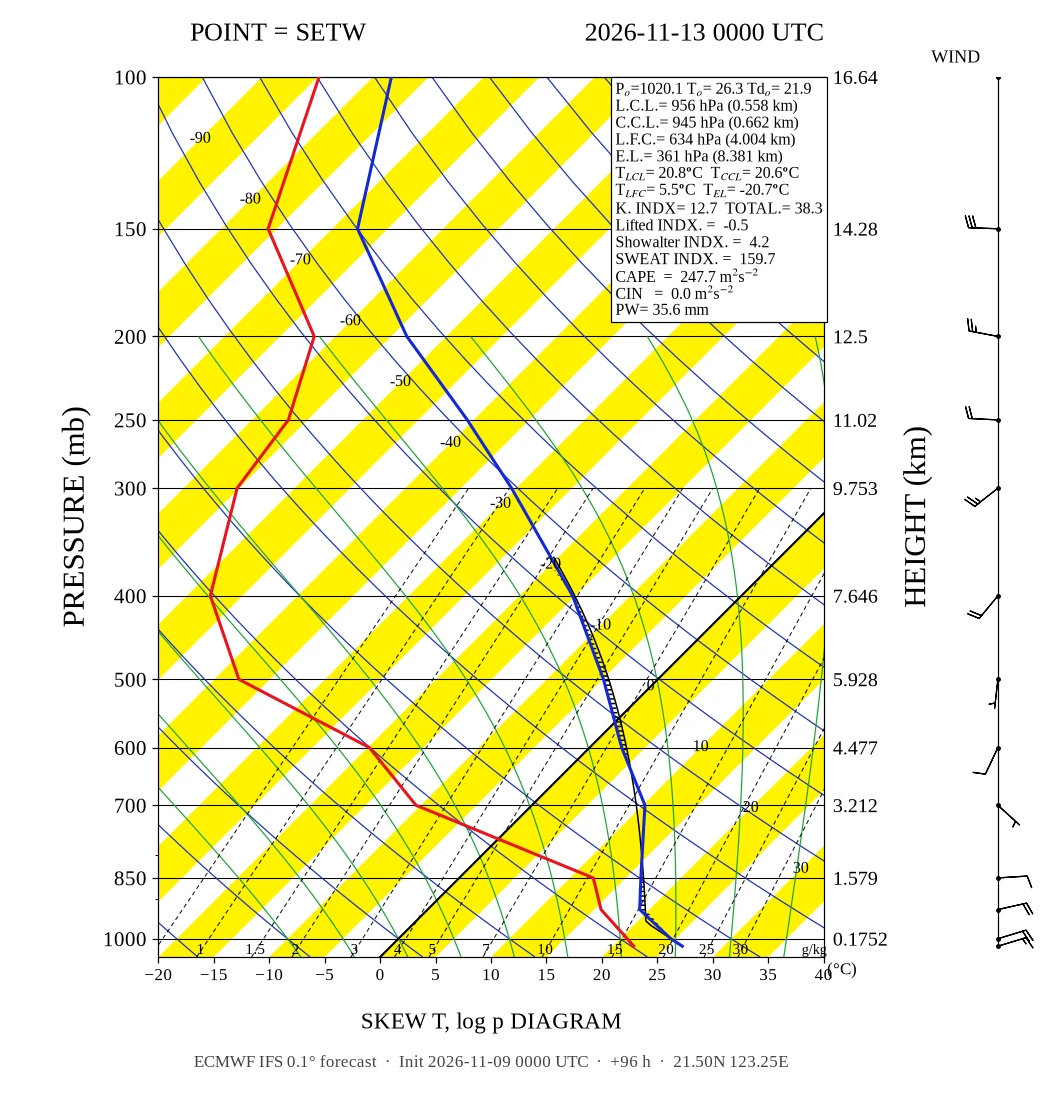 POINT = SETW
2026-11-13 0000 UTC
WIND
P₀=1020.1 T₀= 26.3 Td₀= 21.9
L.C.L.= 956 hPa (0.558 km)
C.C.L.= 945 hPa (0.662 km)
L.F.C.= 634 hPa (4.004 km)
E.L.= 361 hPa (8.381 km)
T_LCL= 20.8°C T_CCL= 20.6°C
T_LFC= 5.5°C T_EL= -20.7°C
K. INDX= 12.7 TOTAL.= 38.3
Lifted INDX. = -0.5
Showalter INDX. = 4.2
SWEAT INDX. = 159.7
CAPE = 247.7 m²s⁻²
CIN = 0.0 m²s⁻²
PW= 35.6 mm
PRESSURE (mb)
100
150
200
250
300
400
500
600
700
850
1000
-90
-80
-70
-60
-50
-40
-30
-20
-10
0
10
20
30
16.64
14.28
12.5
11.02
9.753
7.646
5.928
4.477
3.212
1.579
0.1752
HEIGHT (km)
1 1.5 2 3 4 5 7 10 15 20 25 30 g/kg
−20 −15 −10 −5 0 5 10 15 20 25 30 35 40 (°C)
SKEW T, log p DIAGRAM
ECMWF IFS 0.1° forecast · Init 2026-11-09 0000 UTC · +96 h · 21.50N 123.25E